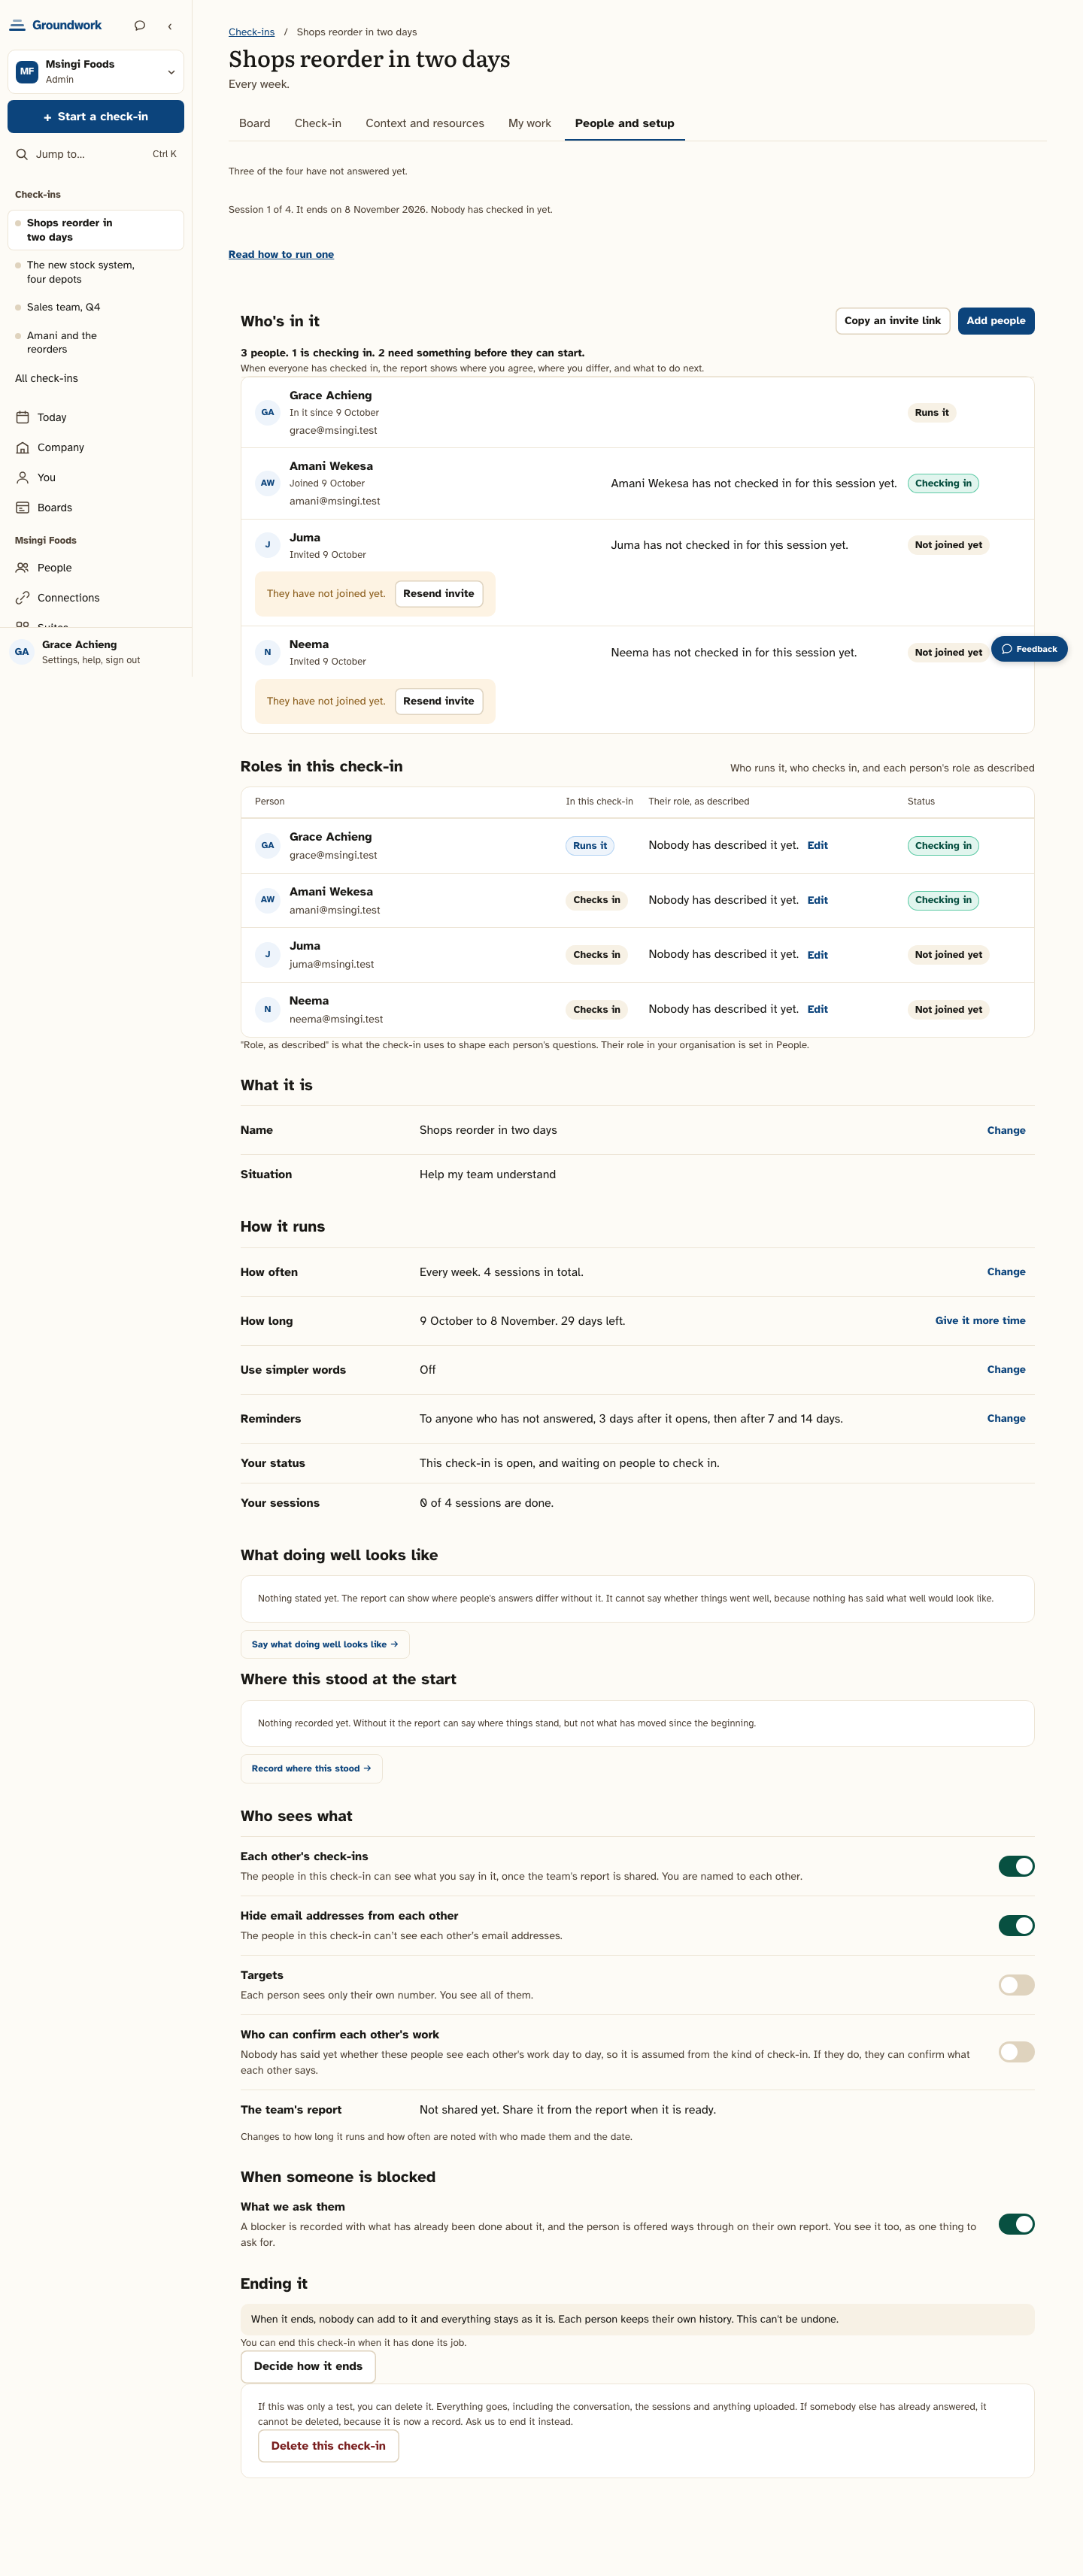 Groundwork
MF
Msingi Foods
Admin
+ Start a check-in
Jump to...
Ctrl K
Check-ins
Shops reorder in
two days
The new stock system,
four depots
Sales team, Q4
Amani and the
reorders
All check-ins
Today
Company
You
Boards
Msingi Foods
People
Connections
GA
Grace Achieng
Settings, help, sign out
Check-ins / Shops reorder in two days
Shops reorder in two days
Every week.
Board
Check-in
Context and resources
My work
People and setup
Three of the four have not answered yet.
Session 1 of 4. It ends on 8 November 2026. Nobody has checked in yet.
Read how to run one
Who's in it
Copy an invite link
Add people
3 people. 1 is checking in. 2 need something before they can start.
When everyone has checked in, the report shows where you agree, where you differ, and what to do next.
GA
Grace Achieng
In it since 9 October
grace@msingi.test
Runs it
AW
Amani Wekesa
Joined 9 October
amani@msingi.test
Amani Wekesa has not checked in for this session yet.
Checking in
J
Juma
Invited 9 October
Juma has not checked in for this session yet.
Not joined yet
They have not joined yet.
Resend invite
N
Neema
Invited 9 October
Neema has not checked in for this session yet.
Not joined yet
Feedback
They have not joined yet.
Resend invite
Roles in this check-in
Who runs it, who checks in, and each person's role as described
Person
In this check-in
Their role, as described
Status
GA
Grace Achieng
grace@msingi.test
Runs it
Nobody has described it yet.
Edit
Checking in
AW
Amani Wekesa
amani@msingi.test
Checks in
Nobody has described it yet.
Edit
Checking in
J
Juma
juma@msingi.test
Checks in
Nobody has described it yet.
Edit
Not joined yet
N
Neema
neema@msingi.test
Checks in
Nobody has described it yet.
Edit
Not joined yet
"Role, as described" is what the check-in uses to shape each person's questions. Their role in your organisation is set in People.
What it is
Name
Shops reorder in two days
Change
Situation
Help my team understand
How it runs
How often
Every week. 4 sessions in total.
Change
How long
9 October to 8 November. 29 days left.
Give it more time
Use simpler words
Off
Change
Reminders
To anyone who has not answered, 3 days after it opens, then after 7 and 14 days.
Change
Your status
This check-in is open, and waiting on people to check in.
Your sessions
0 of 4 sessions are done.
What doing well looks like
Nothing stated yet. The report can show where people's answers differ without it. It cannot say whether things went well, because nothing has said what well would look like.
Say what doing well looks like →
Where this stood at the start
Nothing recorded yet. Without it the report can say where things stand, but not what has moved since the beginning.
Record where this stood →
Who sees what
Each other's check-ins
The people in this check-in can see what you say in it, once the team's report is shared. You are named to each other.
Hide email addresses from each other
The people in this check-in can't see each other's email addresses.
Targets
Each person sees only their own number. You see all of them.
Who can confirm each other's work
Nobody has said yet whether these people see each other's work day to day, so it is assumed from the kind of check-in. If they do, they can confirm what
each other says.
The team's report
Not shared yet. Share it from the report when it is ready.
Changes to how long it runs and how often are noted with who made them and the date.
When someone is blocked
What we ask them
A blocker is recorded with what has already been done about it, and the person is offered ways through on their own report. You see it too, as one thing to
ask for.
Ending it
When it ends, nobody can add to it and everything stays as it is. Each person keeps their own history. This can't be undone.
You can end this check-in when it has done its job.
Decide how it ends
If this was only a test, you can delete it. Everything goes, including the conversation, the sessions and anything uploaded. If somebody else has already answered, it
cannot be deleted, because it is now a record. Ask us to end it instead.
Delete this check-in